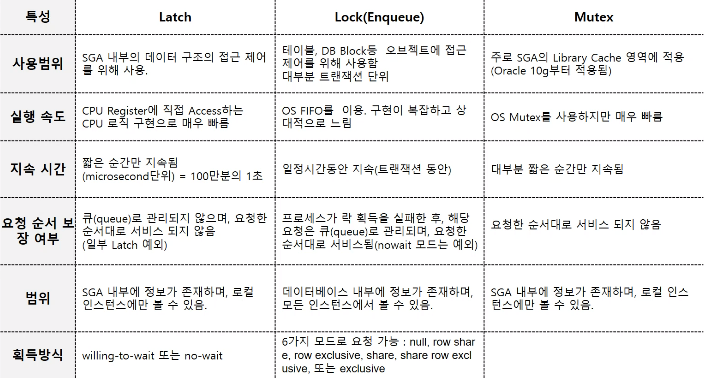 특성
Latch
Lock(Enqueue)
Mutex
사용범위
SGA 내부의 데이터 구조의 접근 제어
를 위해 사용.
테이블, DB Block등 오브젝트에 접근
제어를 위해 사용함
대부분 트랜잭션 단위
주로 SGA의 Library Cache 영역에 적용
(Oracle 10g부터 적용됨)
실행 속도
CPU Register에 직접 Access하는
CPU 로직 구현으로 매우 빠름
OS FIFO를 이용. 구현이 복잡하고 상
대적으로 느림
OS Mutex를 사용하지만 매우 빠름
지속 시간
짧은 순간만 지속됨
(microsecond단위) = 100만분의 1초
일정시간동안 지속(트랜잭션 동안)
대부분 짧은 순간만 지속됨
요청 순서 보
장 여부
큐(queue)로 관리되지 않으며, 요청한
순서대로 서비스 되지 않음
(일부 Latch 예외)
프로세스가 락 획득을 실패한 후, 해당
요청은 큐(queue)로 관리되며, 요청한
순서대로 서비스됨(nowait 모드는 예외)
요청한 순서대로 서비스 되지 않음
범위
SGA 내부에 정보가 존재하며, 로컬
인스턴스에만 볼 수 있음.
데이터베이스 내부에 정보가 존재하며,
모든 인스턴스에서 볼 수 있음.
SGA 내부에 정보가 존재하며, 로컬 인스
턴스에만 볼 수 있음.
획득방식
willing-to-wait 또는 no-wait
6가지 모드로 요청 가능 : null, row shar
e, row exclusive, share, share row excl
usive, 또는 exclusive